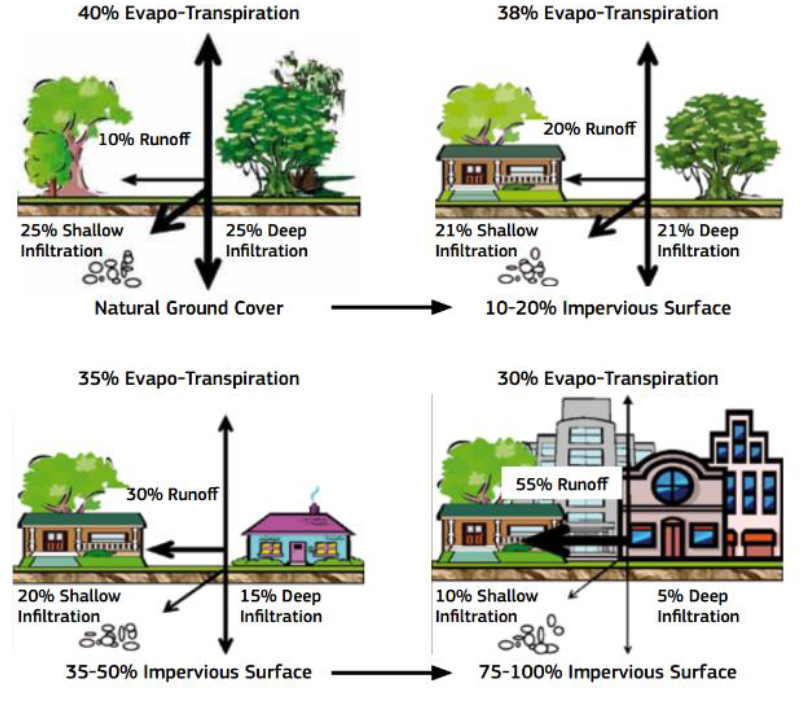 40% Evapo-Transpiration
10% Runoff
25% Shallow
Infiltration
25% Deep
Infiltration
Natural Ground Cover
38% Evapo-Transpiration
20% Runoff
21% Shallow
Infiltration
21% Deep
Infiltration
10-20% Impervious Surface
35% Evapo-Transpiration
30% Runoff
20% Shallow
Infiltration
15% Deep
Infiltration
35-50% Impervious Surface
30% Evapo-Transpiration
55% Runoff
10% Shallow
Infiltration
5% Deep
Infiltration
75-100% Impervious Surface